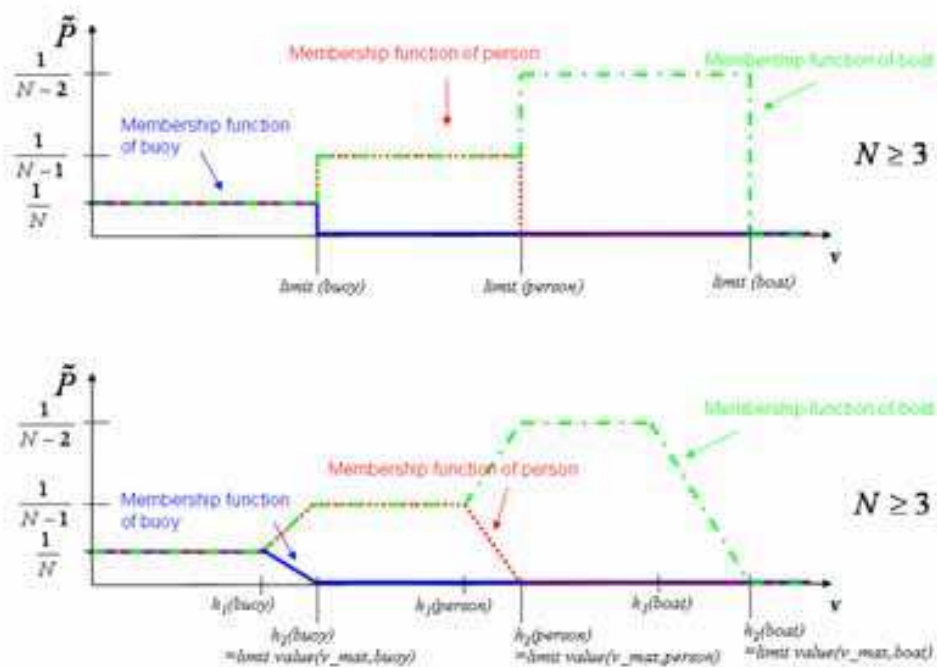 P̃
1
N − 2
1
N − 1
1
N
Membership function of person
Membership function of boat
Membership function
of buoy
N ≥ 3
v
limit (buoy)
limit (person)
limit (boat)
P̃
1
N − 2
1
N − 1
1
N
Membership function of boat
Membership function of person
Membership function
of buoy
N ≥ 3
v
h₁(buoy)
h₁(person)
h₁(boat)
h₂(buoy)
=limit value(v_mat,buoy)
h₂(person)
=limit value(v_mat,person)
h₂(boat)
=limit value(v_mat,boat)